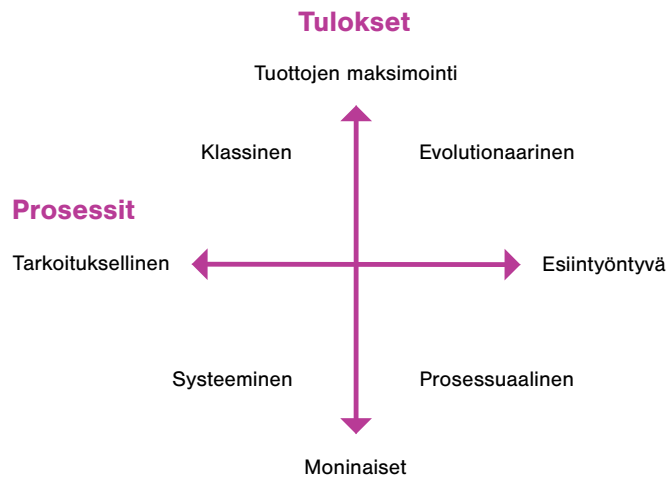 Tulokset
Tuottojen maksimointi
Klassinen
Evolutionaarinen
Prosessit
Tarkoituksellinen
Esiintyöntyvä
Systeeminen
Prosessuaalinen
Moninaiset